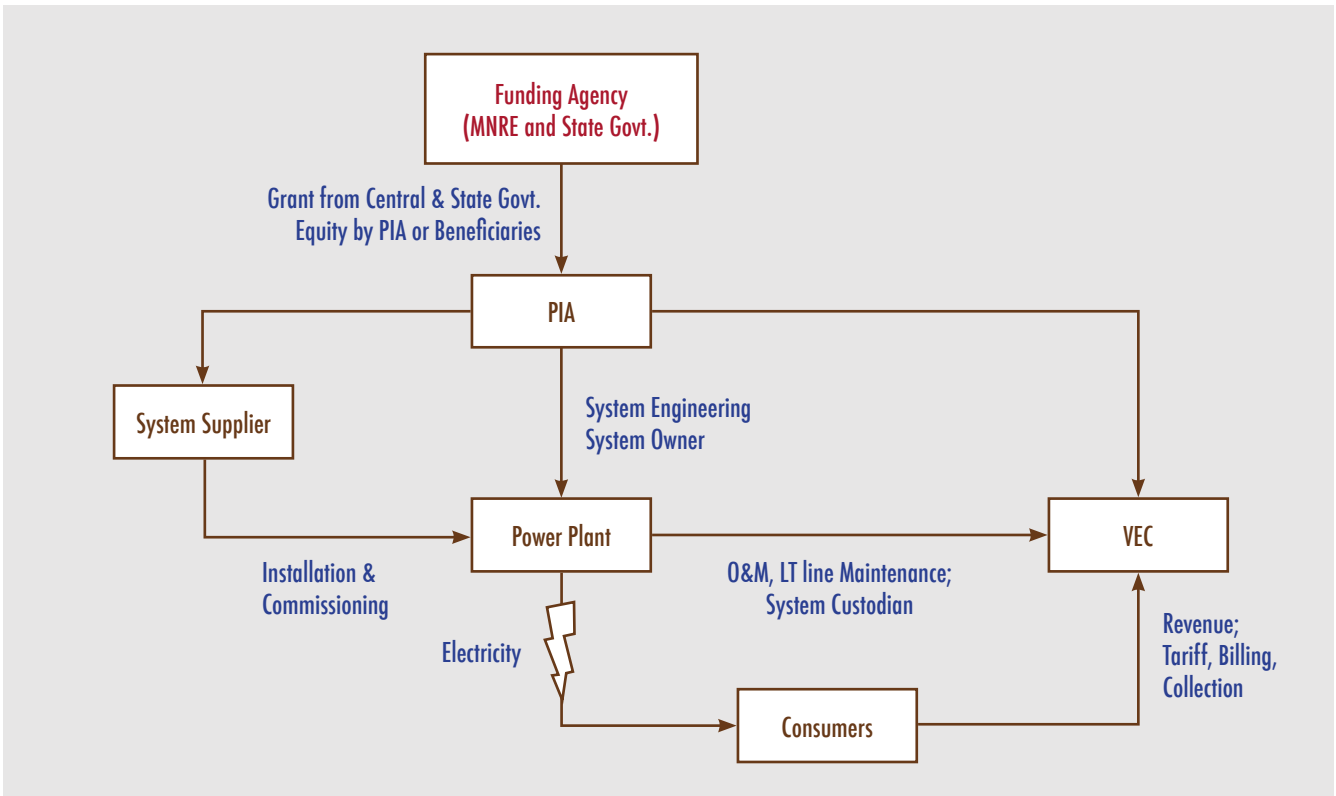 Funding Agency
(MNRE and State Govt.)
Grant from Central & State Govt.
Equity by PIA or Beneficiaries
PIA
System Supplier
System Engineering
System Owner
Power Plant
VEC
Installation &
Commissioning
O&M, LT line Maintenance;
System Custodian
Electricity
Revenue;
Tariff, Billing,
Collection
Consumers